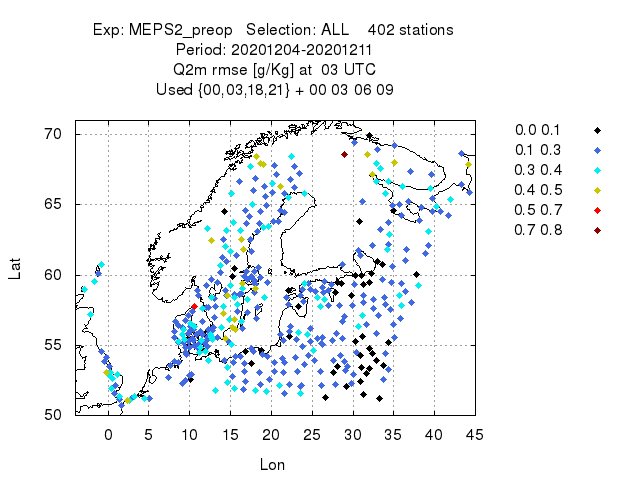 Exp: MEPS2_preop Selection: ALL 402 stations
Period: 20201204-20201211
Q2m rmse [g/Kg] at 03 UTC
Used {00,03,18,21} + 00 03 06 09
70
65
60
55
50
Lat
0 5 10 15 20 25 30 35 40 45
Lon
0.0 0.1
0.1 0.3
0.3 0.4
0.4 0.5
0.5 0.7
0.7 0.8